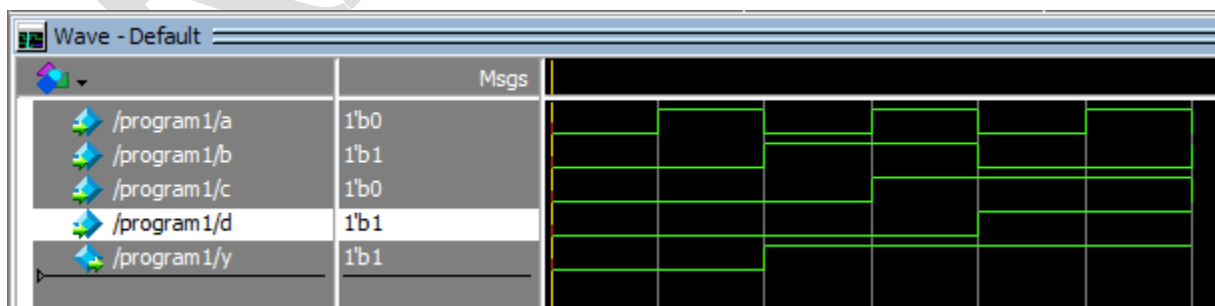 Wave - Default
Msgs
/program1/a 1'b0
/program1/b 1'b1
/program1/c 1'b0
/program1/d 1'b1
/program1/y 1'b1